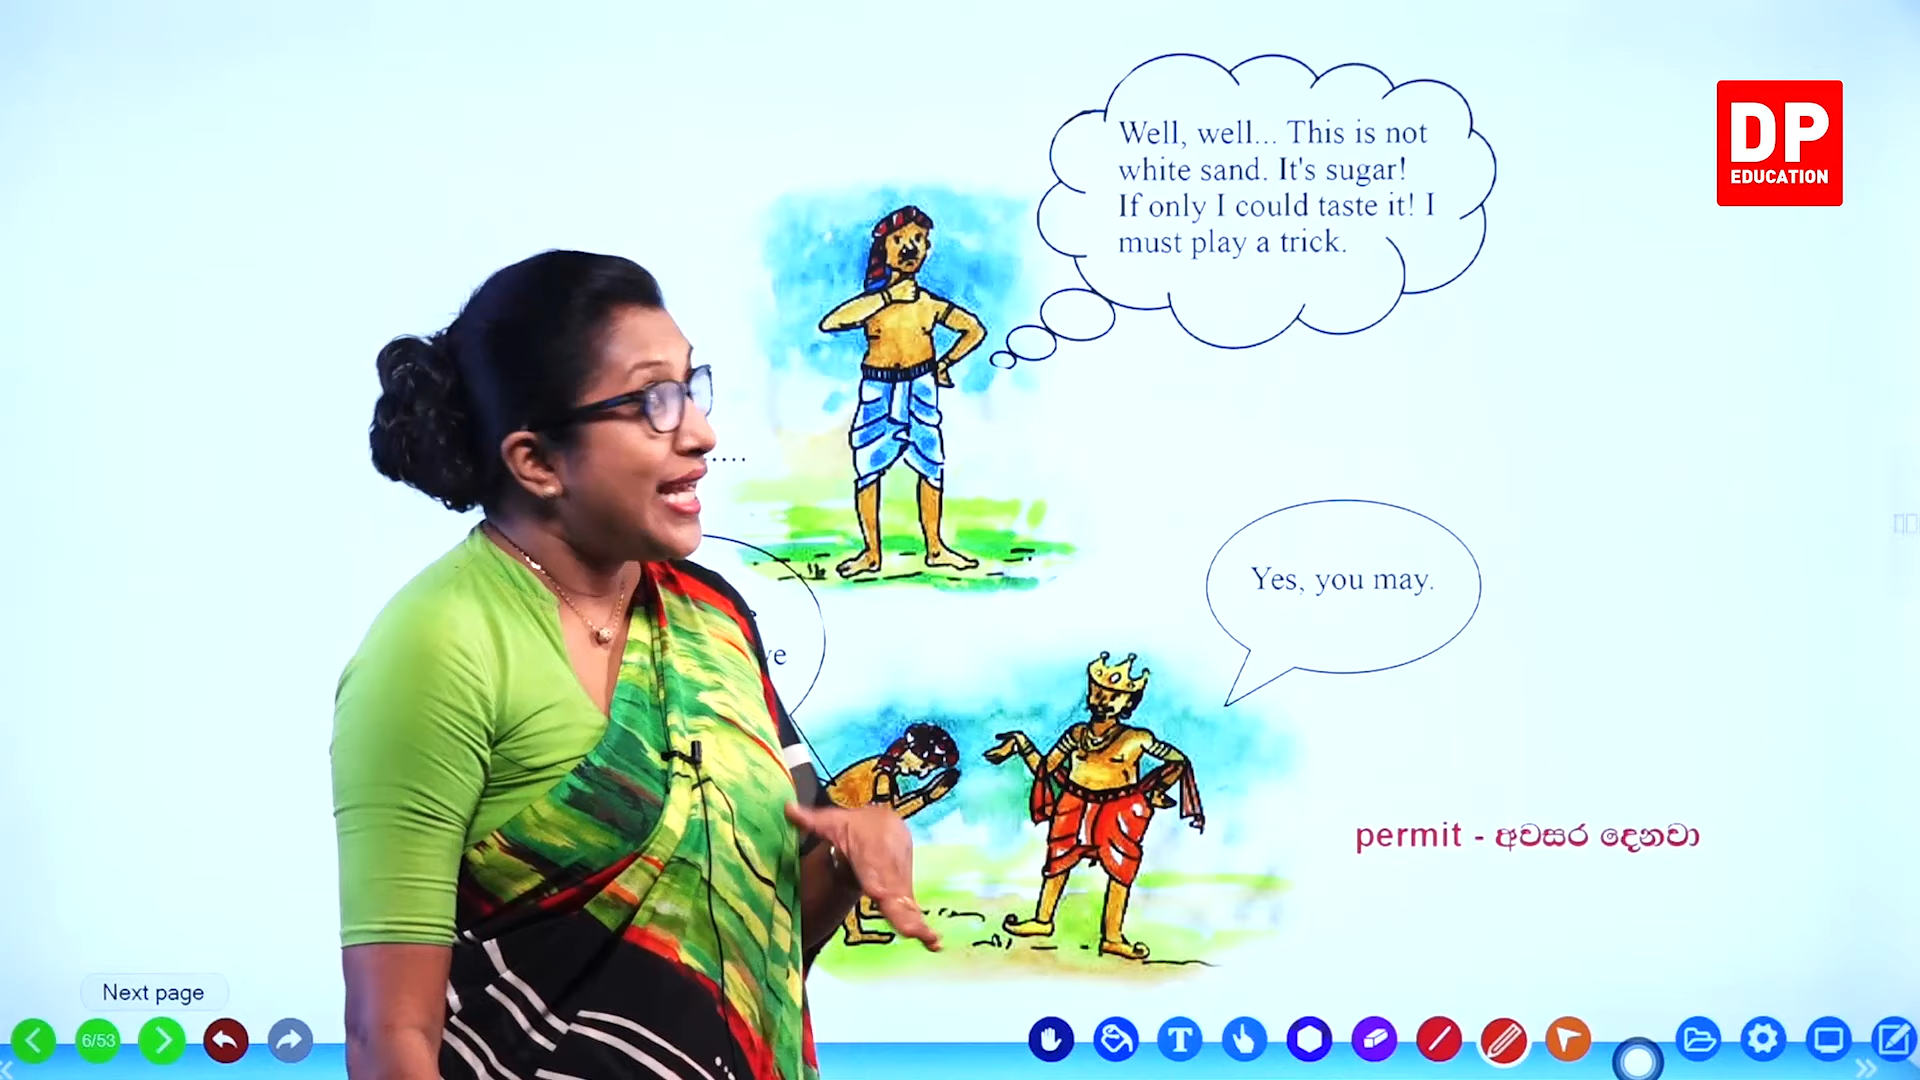 Well, well... This is not
white sand. It's sugar!
If only I could taste it! I
must play a trick.
DP
EDUCATION
.....
Yes, you may.
permit - අවසර දෙනවා
Next page
6/53
T